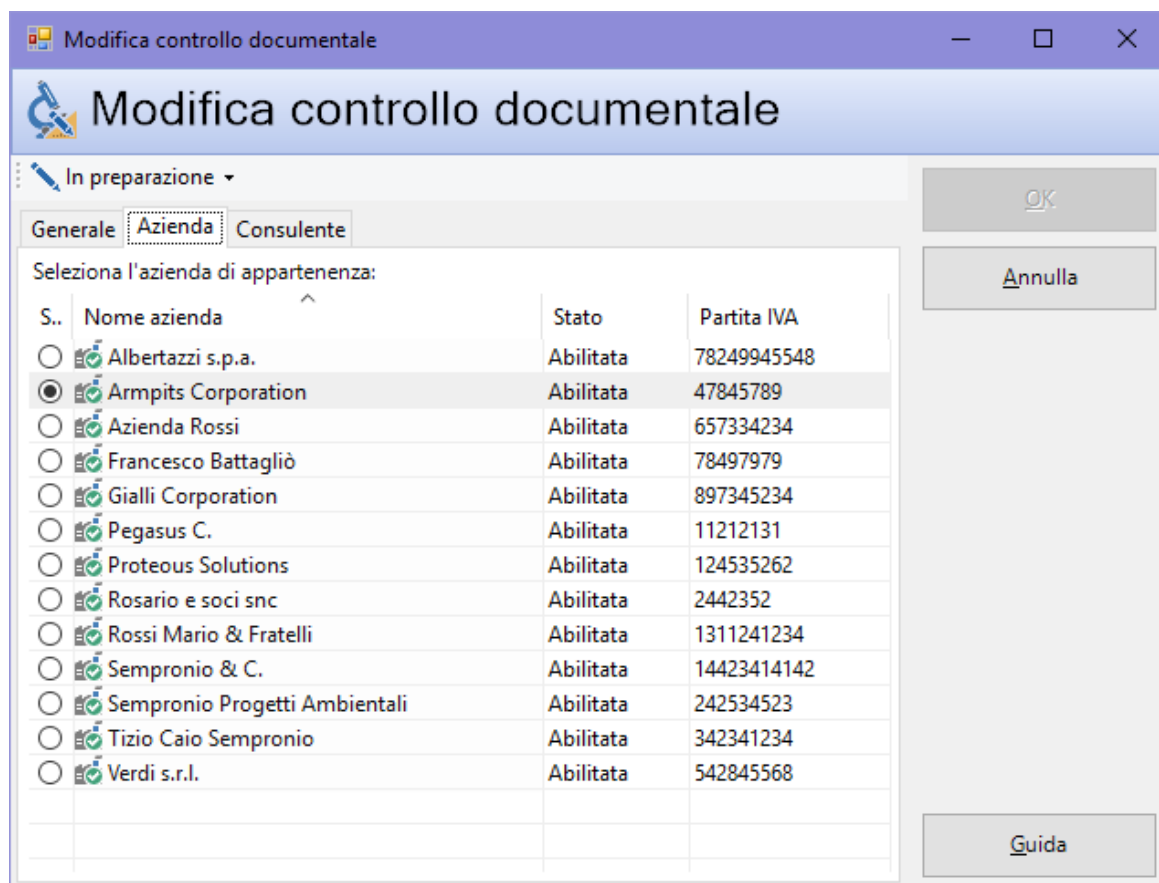 Modifica controllo documentale
Modifica controllo documentale
In preparazione
OK
Generale Azienda Consulente
Annulla
Seleziona l'azienda di appartenenza:
S.. Nome azienda Stato Partita IVA
Albertazzi s.p.a. Abilitata 78249945548
Armpits Corporation Abilitata 47845789
Azienda Rossi Abilitata 657334234
Francesco Battagliò Abilitata 78497979
Gialli Corporation Abilitata 897345234
Pegasus C. Abilitata 11212131
Proteous Solutions Abilitata 124535262
Rosario e soci snc Abilitata 2442352
Rossi Mario & Fratelli Abilitata 1311241234
Sempronio & C. Abilitata 14423414142
Sempronio Progetti Ambientali Abilitata 242534523
Tizio Caio Sempronio Abilitata 342341234
Verdi s.r.l. Abilitata 542845568
Guida